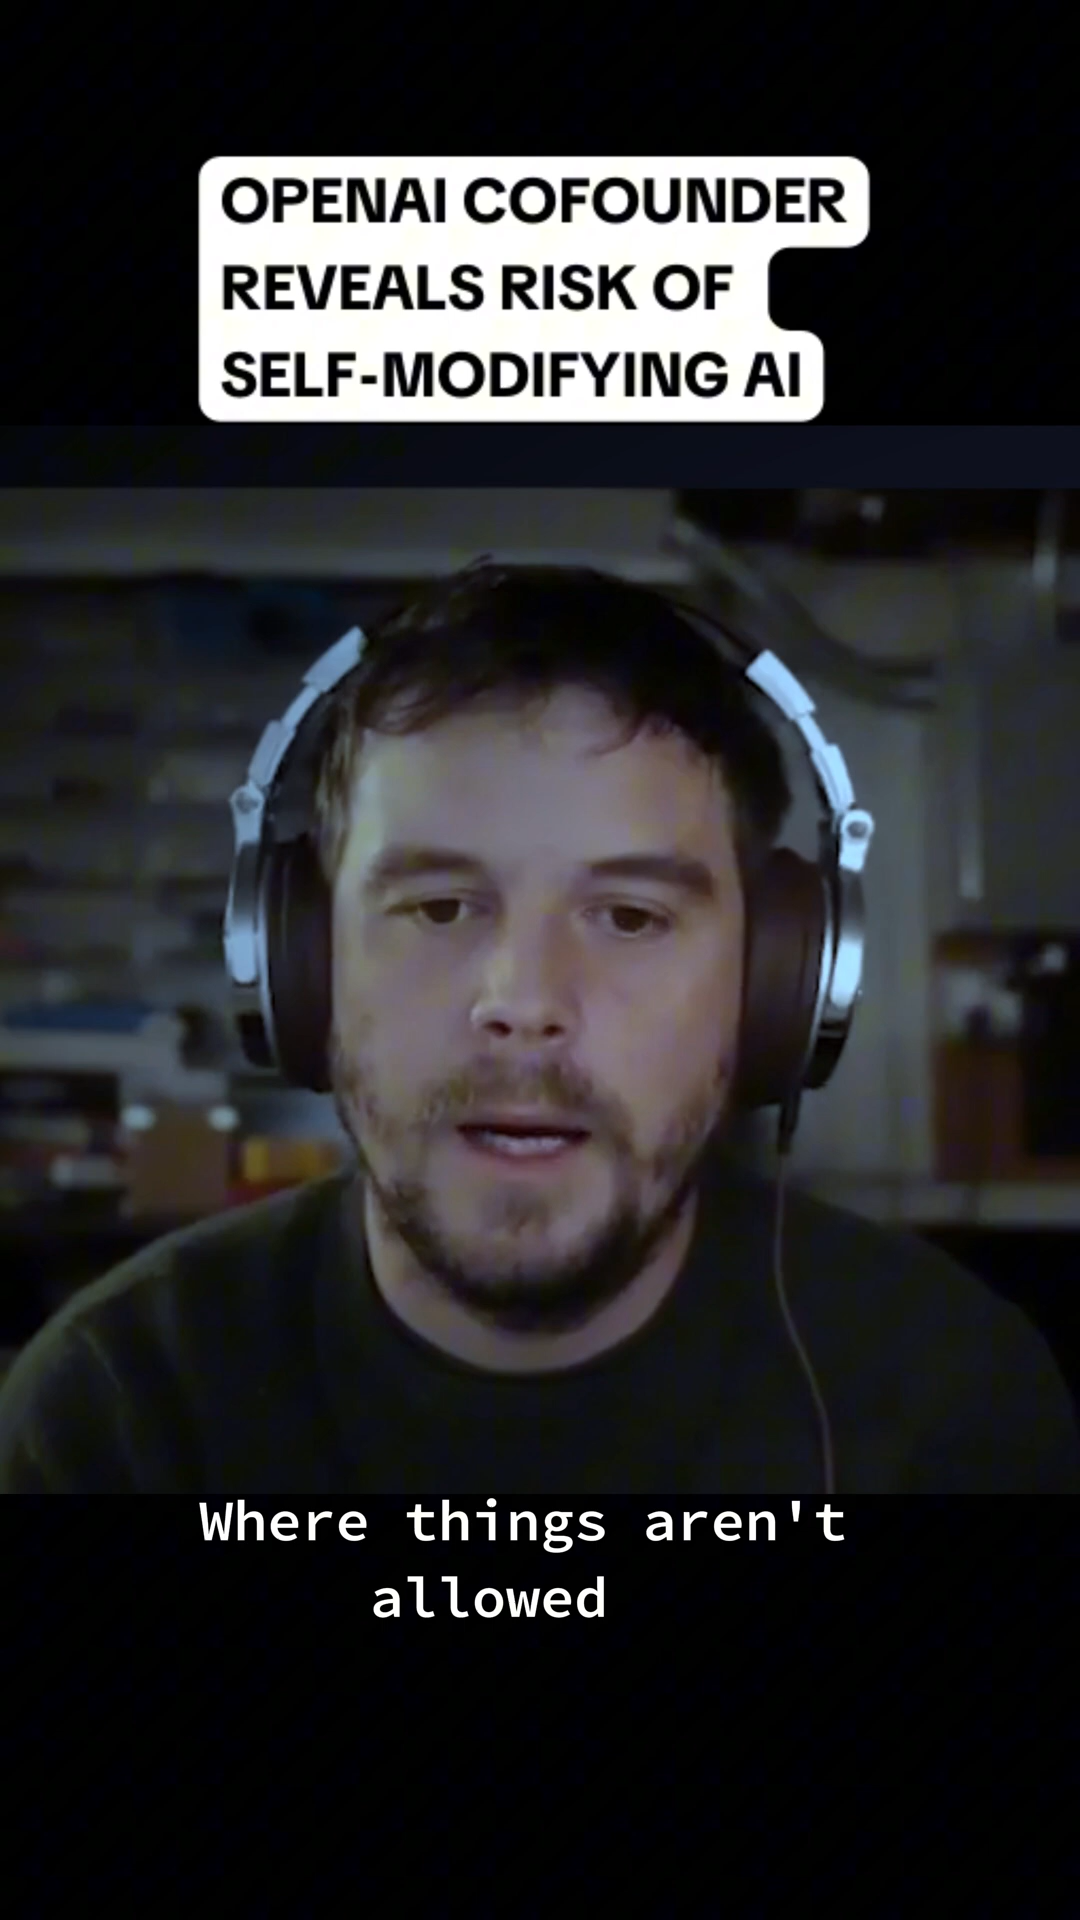 OPENAI COFOUNDER
REVEALS RISK OF
SELF-MODIFYING AI
Where things aren't
allowed